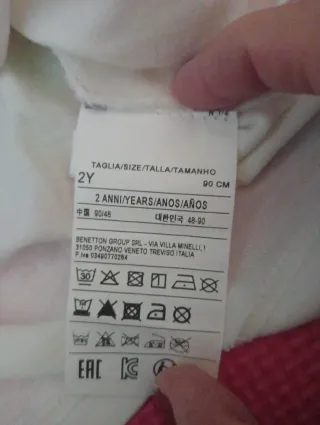 TAGLIA/SIZE/TALLA/TAMANHO
2Y 90 CM
2 ANNI/YEARS/ANOS/AÑOS
中国 90/48 대한민국 48-90
BENETTON GROUP SRL - VIA VILLA MINELLI,1
31050 PONZANO VENETO TREVISO ITALIA
P.iva 03490770264
30
EAC